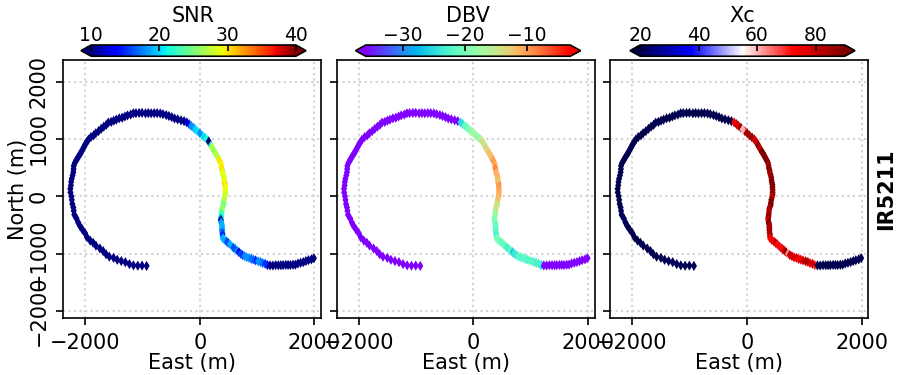 SNR
DBV
Xc
10 20 30 40
−30 −20 −10
20 40 60 80
North (m)
2000
1000
0
−1000
−2000
−2000 0 2000
−2000 0 2000
−2000 0 2000
East (m)
East (m)
East (m)
IR5211